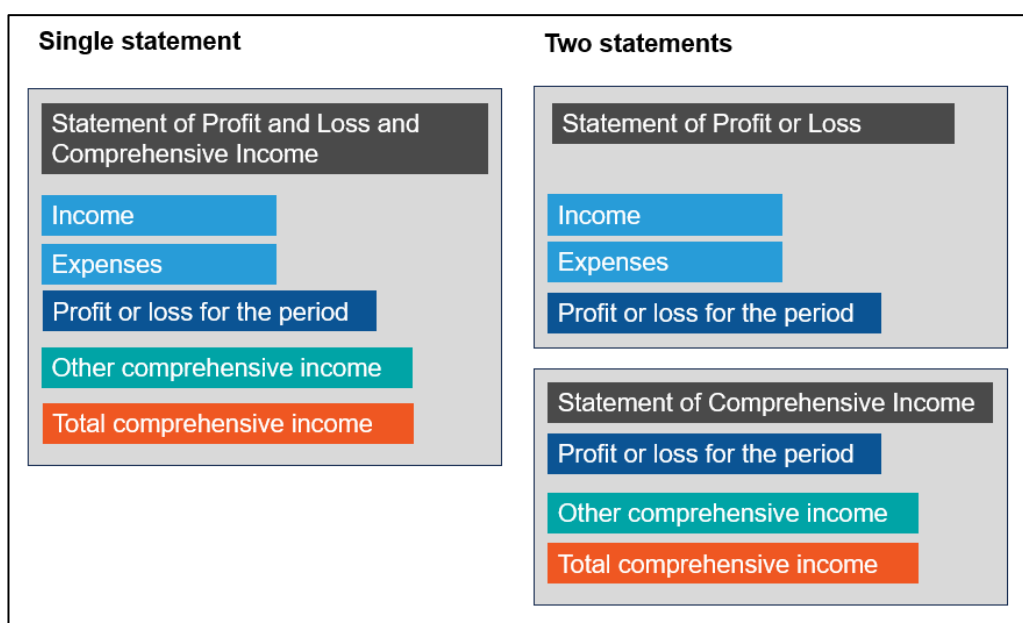 Single statement
Statement of Profit and Loss and
Comprehensive Income
Income
Expenses
Profit or loss for the period
Other comprehensive income
Total comprehensive income
Two statements
Statement of Profit or Loss
Income
Expenses
Profit or loss for the period
Statement of Comprehensive Income
Profit or loss for the period
Other comprehensive income
Total comprehensive income